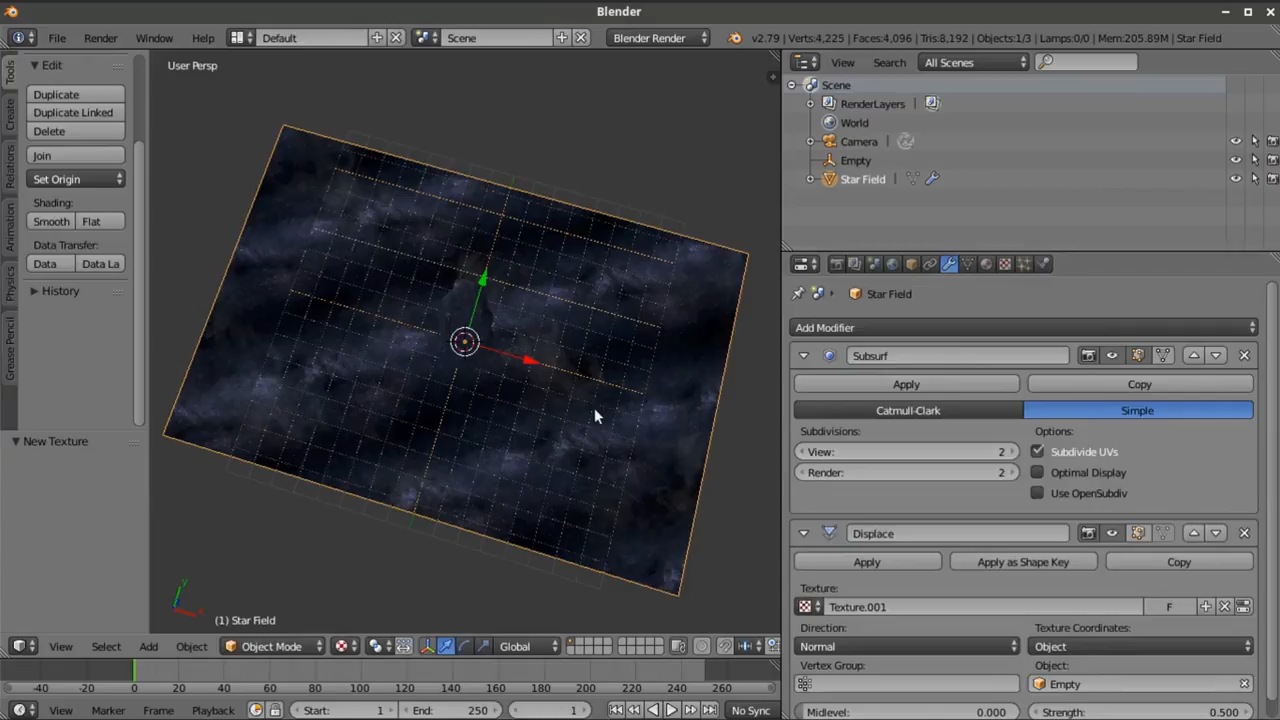 Blender
File Render Window Help Default Scene Blender Render v2.79 | Verts:4,225 | Faces:4,096 | Tris:8,192 | Objects:1/3 | Lamps:0/0 | Mem:205.89M | Star Field
Tools
Create
Relations
Animation
Physics
Grease Pencil
Edit
Duplicate
Duplicate Linked
Delete
Join
Set Origin
Shading:
Smooth Flat
Data Transfer:
Data Data La
History
New Texture
User Persp
(1) Star Field
y
x
View Select Add Object Object Mode Global
-40 -20 0 20 40 60 80 100 120 140 160 180 200 220 240 260
View Marker Frame Playback Start: 1 End: 250 1 No Sync
View Search All Scenes
Scene
RenderLayers |
World
Camera |
Empty
Star Field |
Star Field
Add Modifier
Subsurf
Apply Copy
Catmull-Clark Simple
Subdivisions: Options:
View: 2 Subdivide UVs
Render: 2 Optimal Display
Use OpenSubdiv
Displace
Apply Apply as Shape Key Copy
Texture:
Texture.001 F
Direction: Texture Coordinates:
Normal Object
Vertex Group: Object:
Empty
Midlevel: 0.000 Strength: 0.500